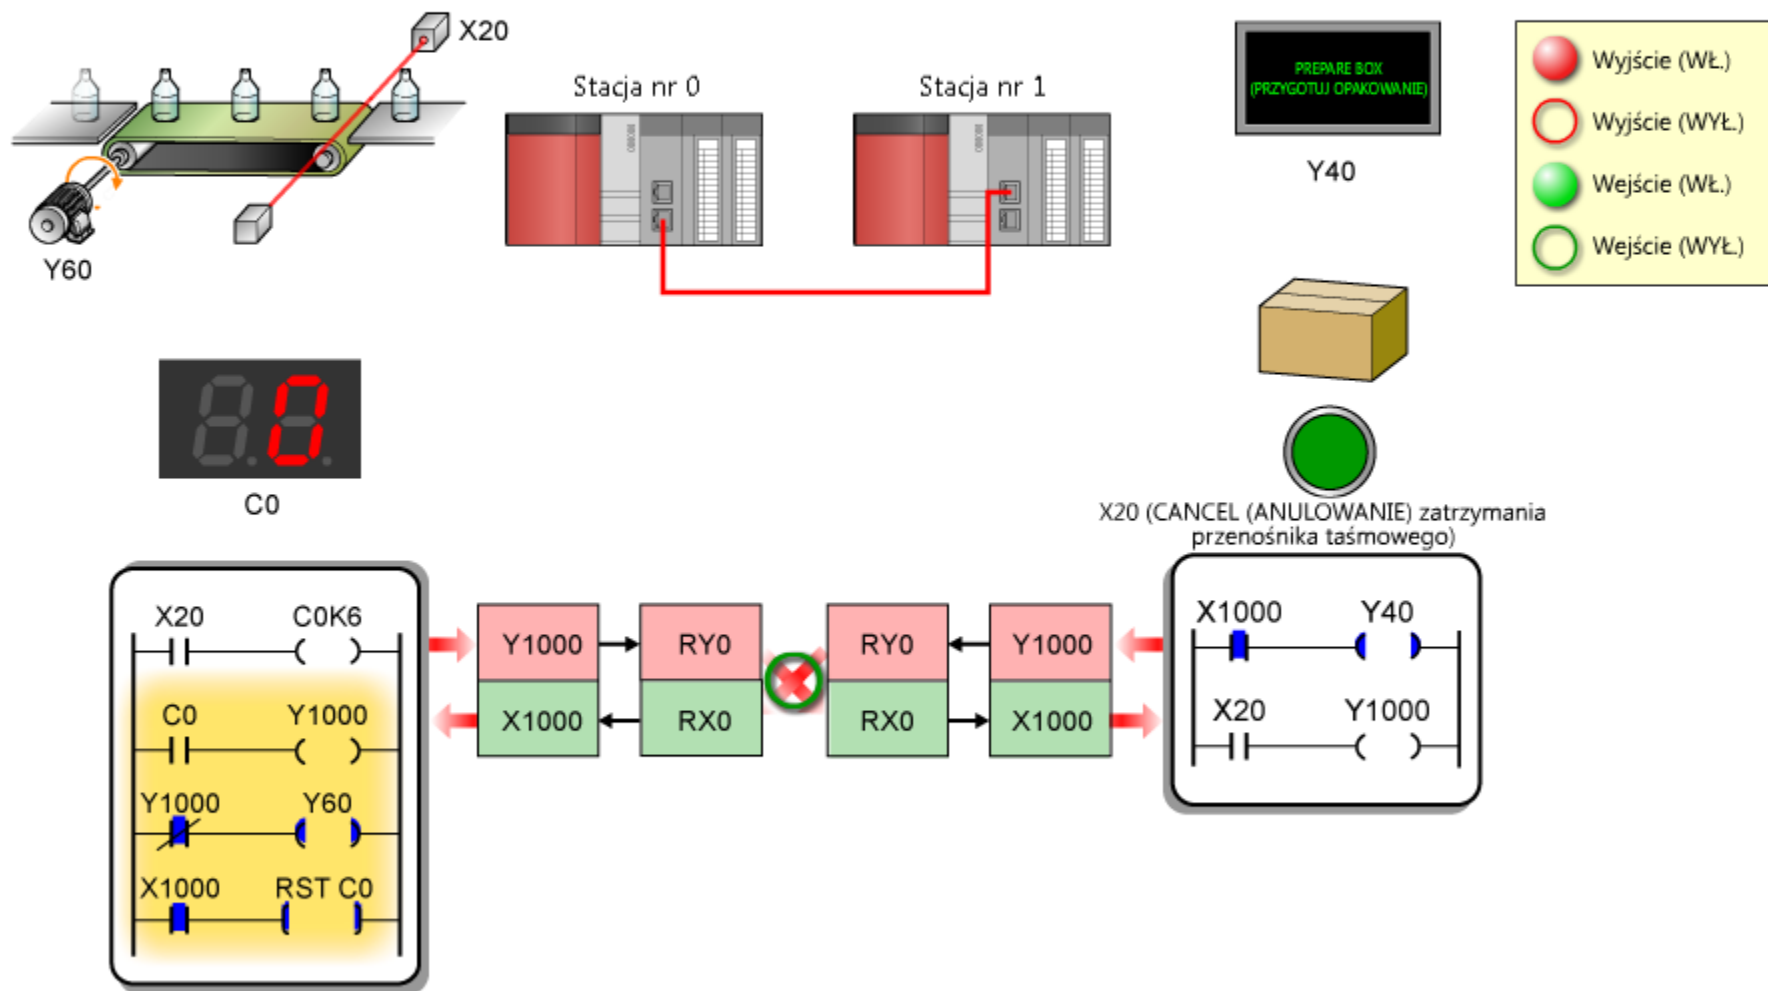 X20
Y60
Stacja nr 0
Stacja nr 1
PREPARE BOX
(PRZYGOTUJ OPAKOWANIE)
Y40
Wyjście (WŁ.)
Wyjście (WYŁ.)
Wejście (WŁ.)
Wejście (WYŁ.)
0
C0
X20 (CANCEL (ANULOWANIE) zatrzymania
przenośnika taśmowego)
X20 C0K6
C0 Y1000
Y1000 Y60
X1000 RST C0
Y1000 RY0 RY0 Y1000
X1000 RX0 RX0 X1000
X1000 Y40
X20 Y1000